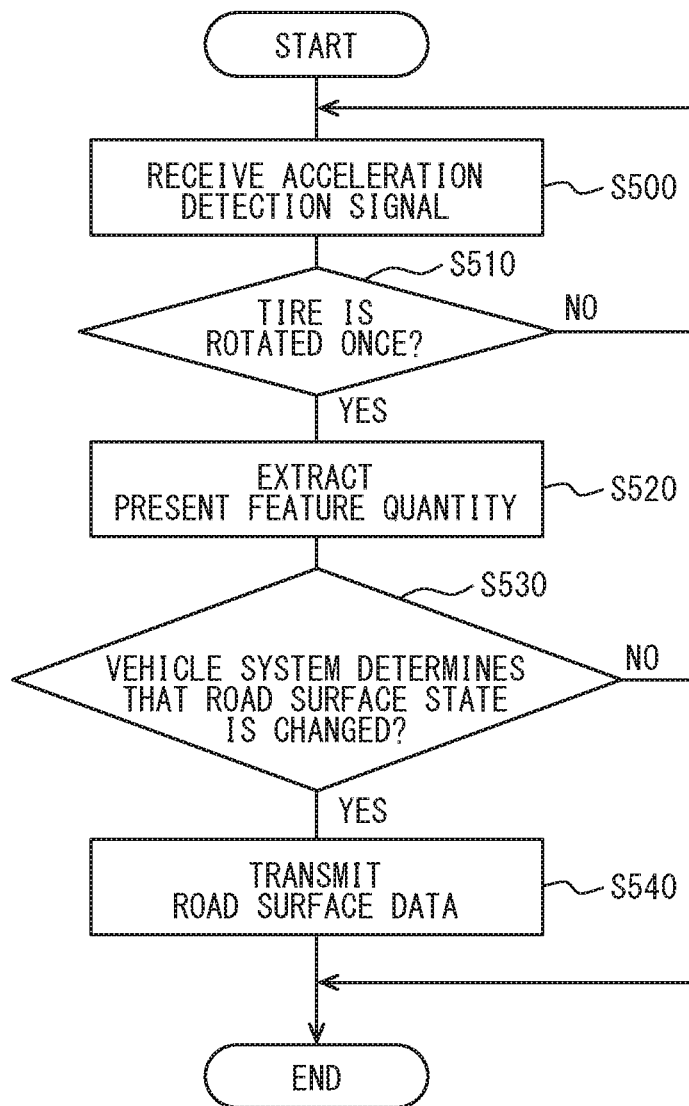 START
RECEIVE ACCELERATION
DETECTION SIGNAL
S500
S510
TIRE IS
ROTATED ONCE?
NO
YES
EXTRACT
PRESENT FEATURE QUANTITY
S520
S530
VEHICLE SYSTEM DETERMINES
THAT ROAD SURFACE STATE
IS CHANGED?
NO
YES
TRANSMIT
ROAD SURFACE DATA
S540
END